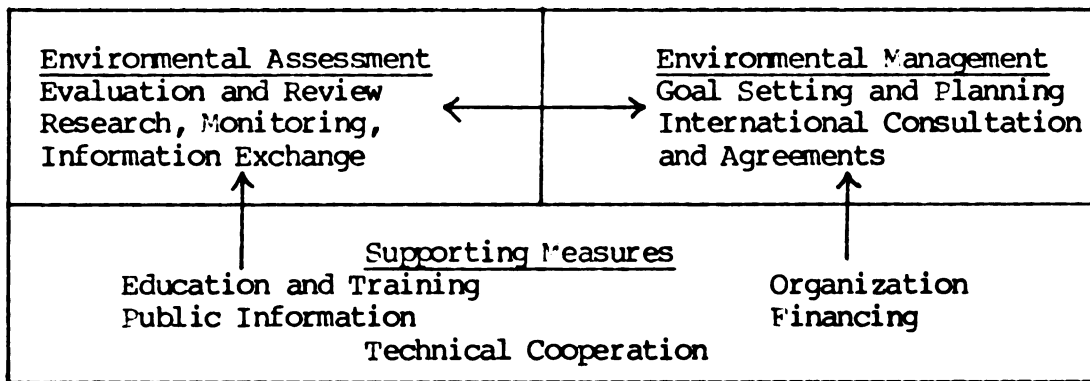 Environmental Assessment
Evaluation and Review
Research, Monitoring,
Information Exchange
Environmental Management
Goal Setting and Planning
International Consultation
and Agreements
Supporting Measures
Education and Training
Public Information
Organization
Financing
Technical Cooperation